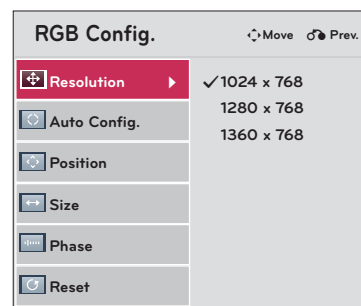 RGB Config.
Move Prev.
Resolution
Auto Config.
Position
Size
Phase
Reset
✓1024 x 768
1280 x 768
1360 x 768